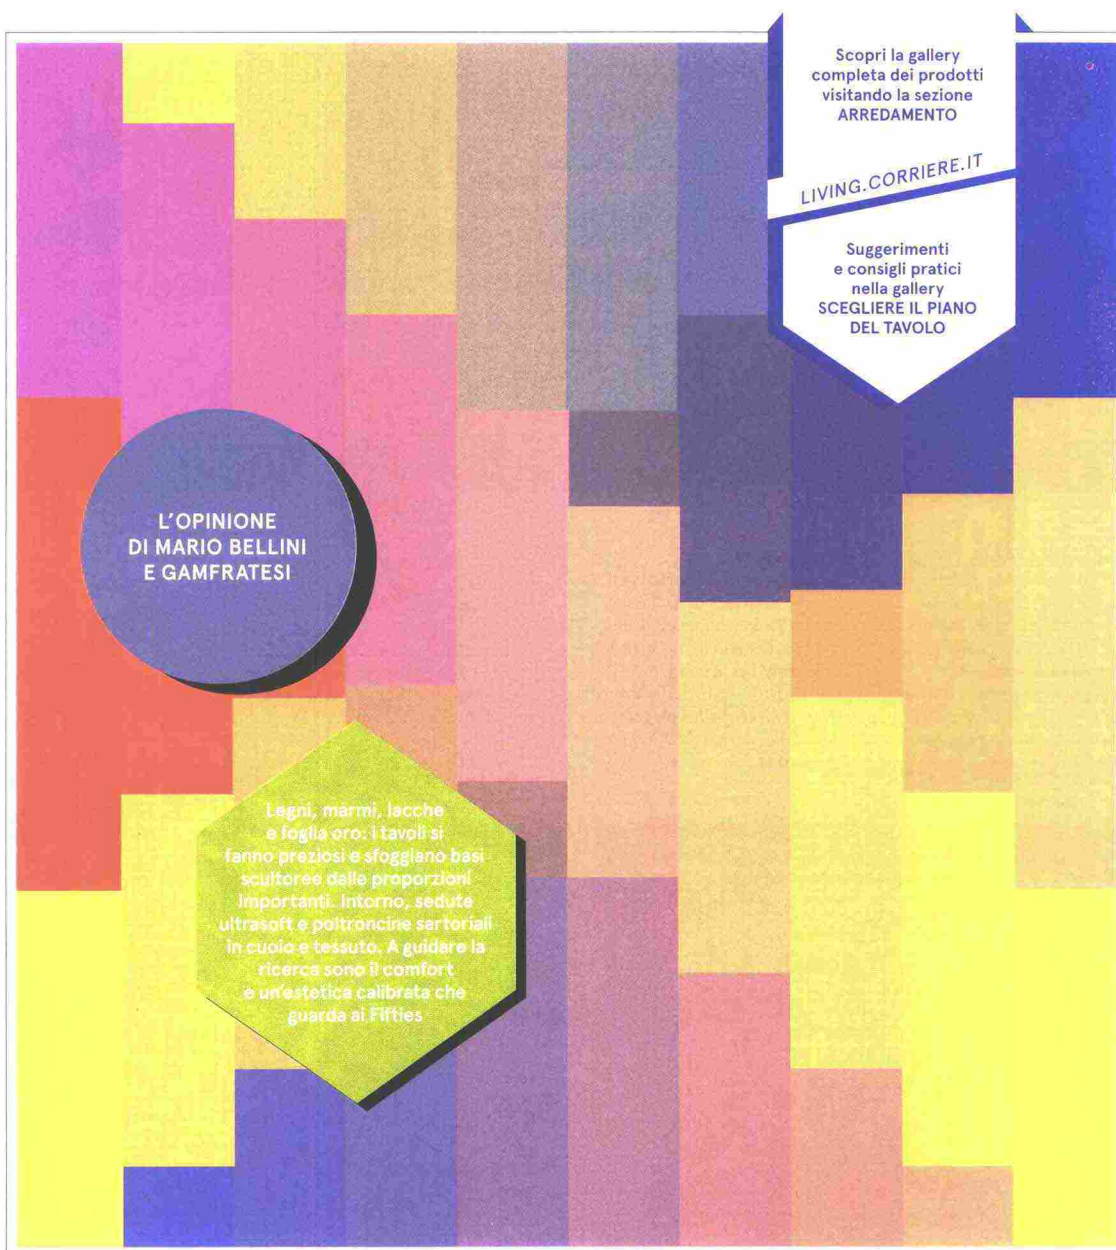 Scopri la gallery
completa dei prodotti
visitando la sezione
ARREDAMENTO
LIVING.CORRIERE.IT
Suggerimenti
e consigli pratici
nella gallery
SCEGLIERE IL PIANO
DEL TAVOLO
L'OPINIONE
DI MARIO BELLINI
E GAMFRATESI
Legni, marmi, lacche
e foglia oro: i tavoli si
fanno preziosi e sfoggiano basi
scultoree dalle proporzioni
importanti. Intorno, sedute
ultrasoft e poltroncine sartoriali
in cuoio e tessuto. A guidare la
ricerca sono il comfort
e un'estetica calibrata che
guarda ai Fifties